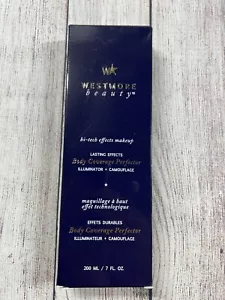 WESTMORE
beauty™
hi-tech effects makeup
LASTING EFFECTS
Body Coverage Perfector
ILLUMINATOR + CAMOUFLAGE
maquillage à haut
effet technologique
EFFETS DURABLES
Body Coverage Perfector
ILLUMINATEUR + CAMOUFLAGE
200 ML / 7 FL. OZ.